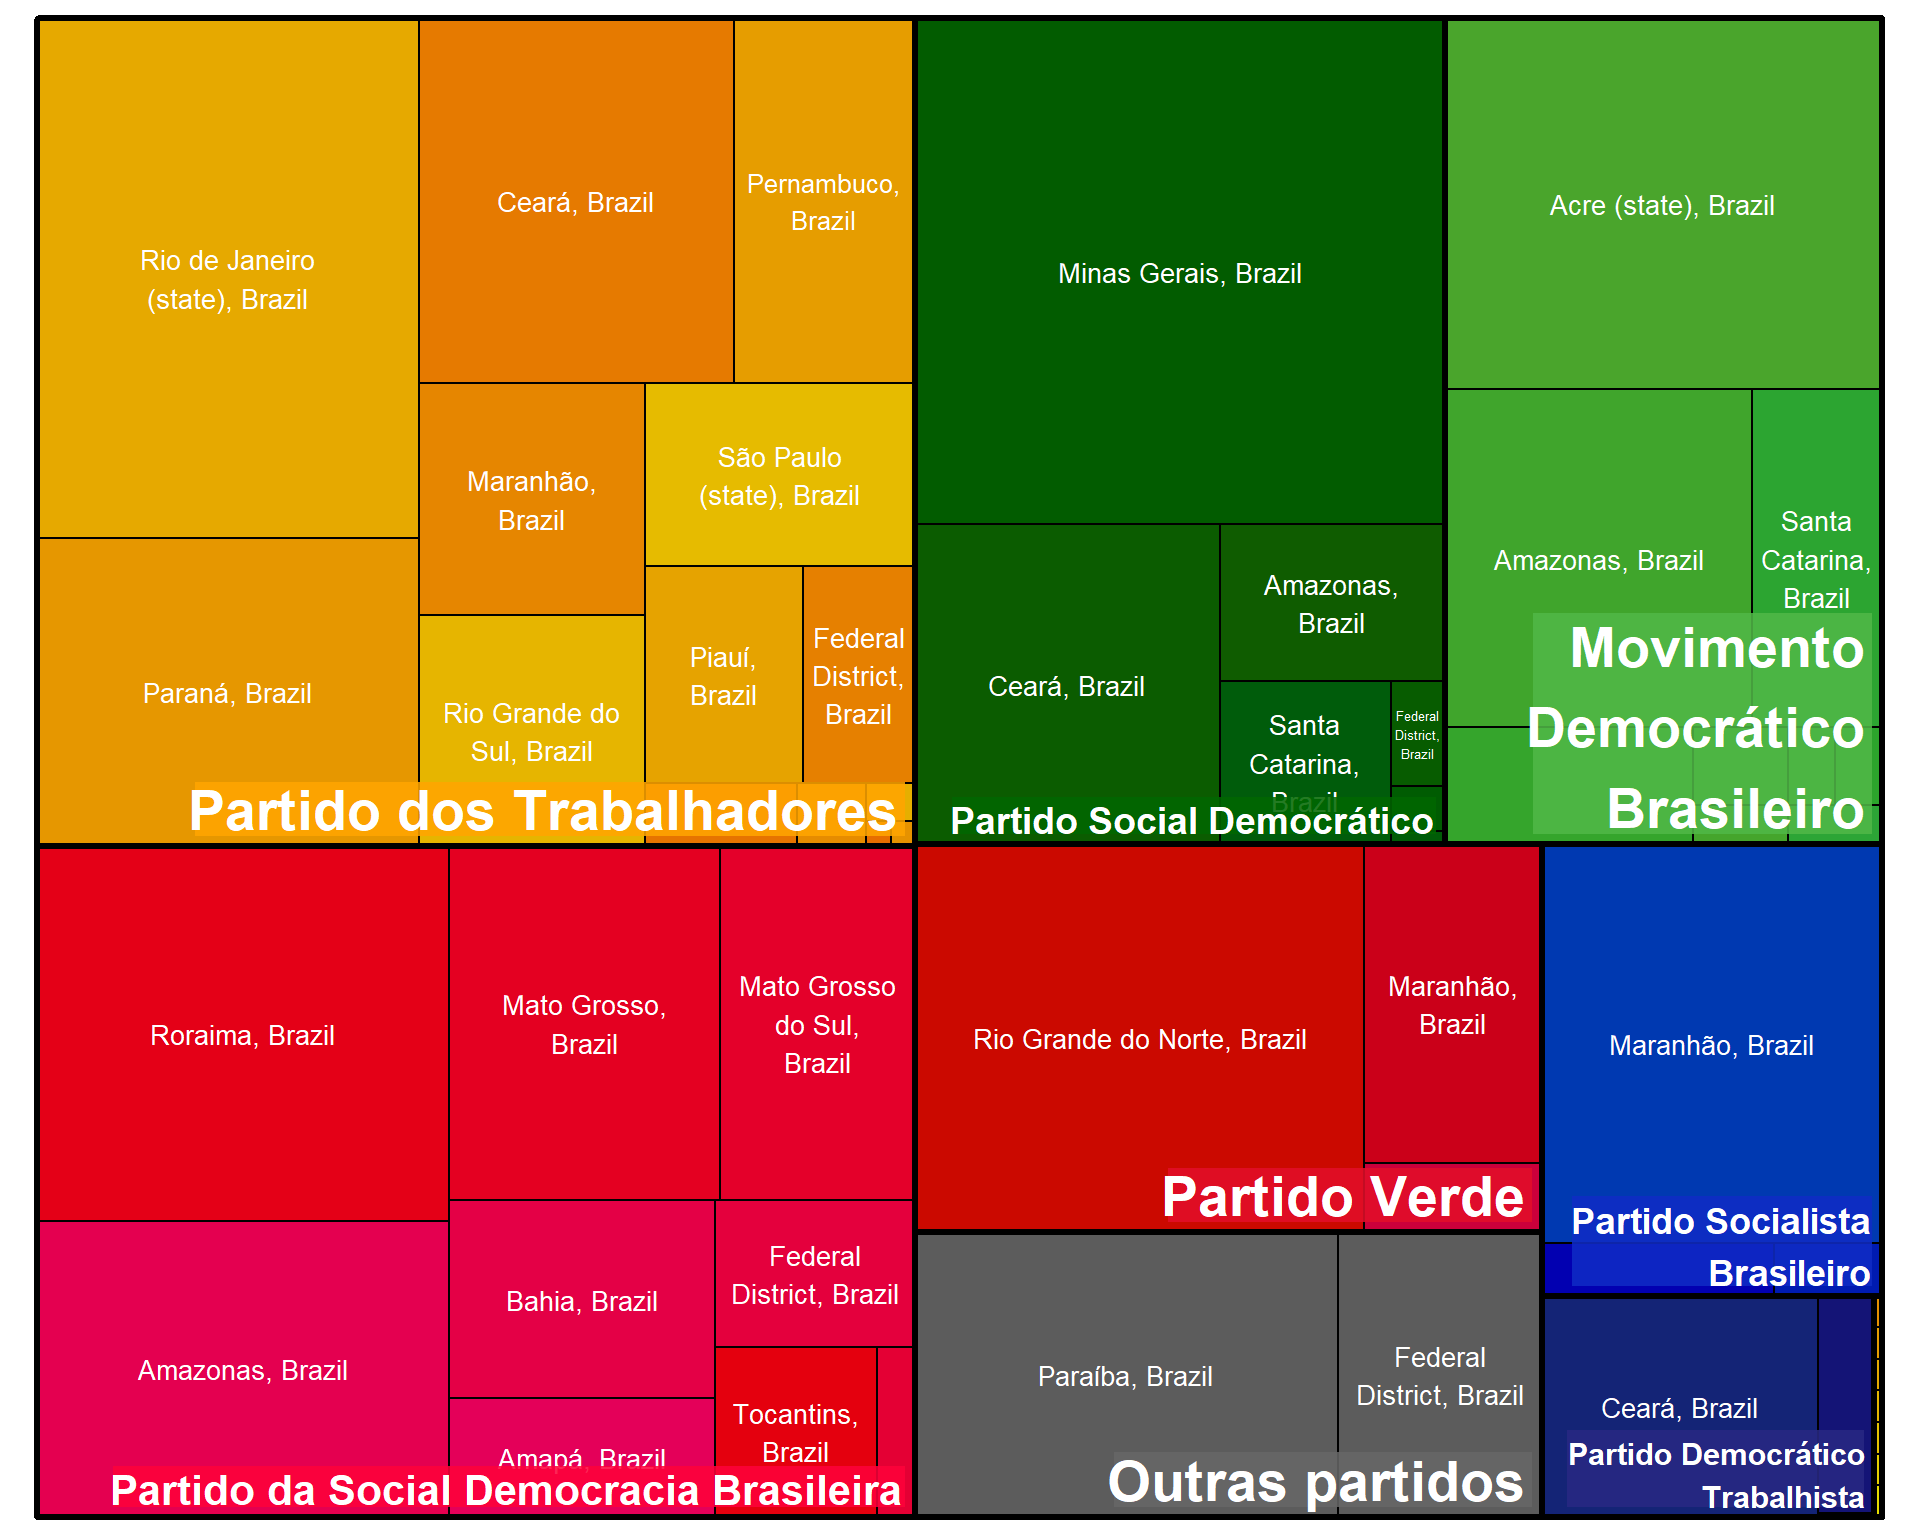 Rio de Janeiro
(state), Brazil
Ceará, Brazil
Pernambuco,
Brazil
Maranhão,
Brazil
São Paulo
(state), Brazil
Paraná, Brazil
Rio Grande do
Sul, Brazil
Piauí,
Brazil
Federal
District,
Brazil
Partido dos Trabalhadores
Minas Gerais, Brazil
Ceará, Brazil
Amazonas,
Brazil
Santa
Catarina,
Brazil
Federal
District,
Brazil
Partido Social Democrático
Acre (state), Brazil
Amazonas, Brazil
Santa
Catarina,
Brazil
Movimento
Democrático
Brasileiro
Roraima, Brazil
Mato Grosso,
Brazil
Mato Grosso
do Sul,
Brazil
Amazonas, Brazil
Bahia, Brazil
Federal
District, Brazil
Amapá, Brazil
Tocantins,
Brazil
Partido da Social Democracia Brasileira
Rio Grande do Norte, Brazil
Maranhão,
Brazil
Partido Verde
Maranhão, Brazil
Partido Socialista
Brasileiro
Paraíba, Brazil
Federal
District, Brazil
Outras partidos
Ceará, Brazil
Partido Democrático
Trabalhista